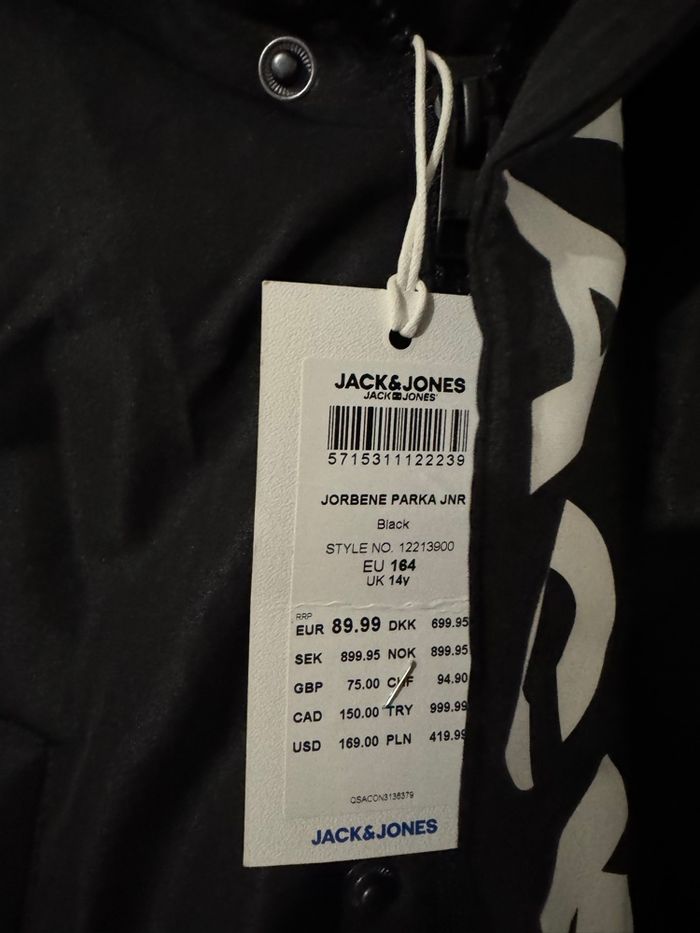 JACK&JONES
JACK JONES
5715311122239
JORBENE PARKA JNR
Black
STYLE NO. 12213900
EU 164
UK 14y
RRP
EUR 89.99 DKK 699.95
SEK 899.95 NOK 899.95
GBP 75.00 CHF 94.90
CAD 150.00 TRY 999.99
USD 169.00 PLN 419.99
QSACON3136379
JACK&JONES